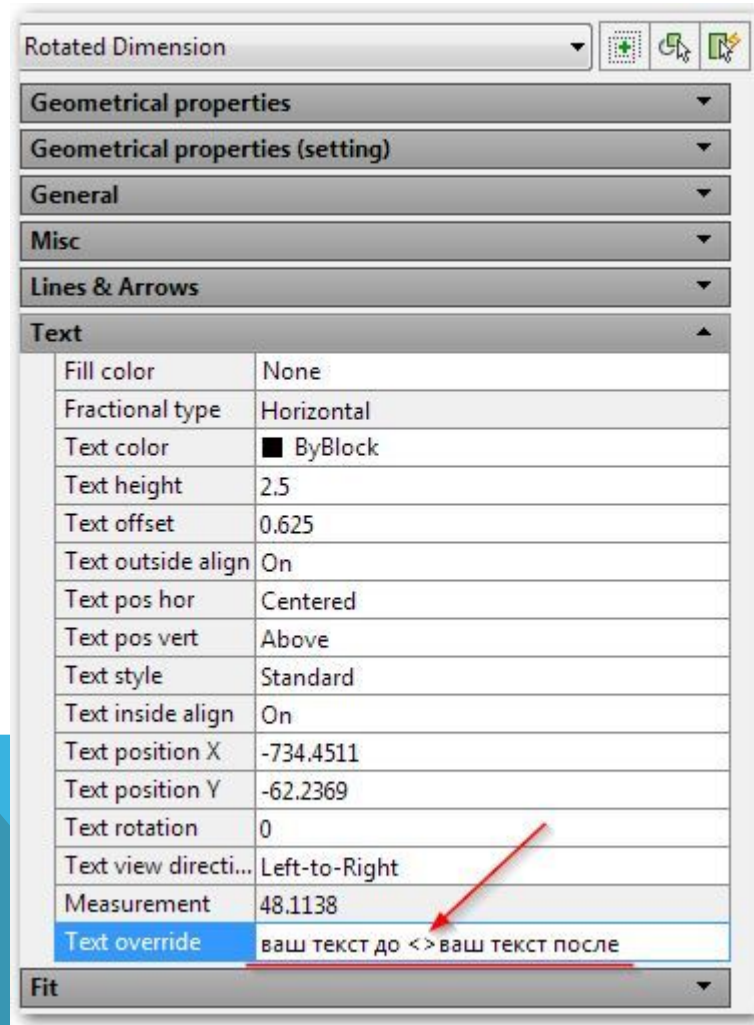 Rotated Dimension
Geometrical properties
Geometrical properties (setting)
General
Misc
Lines & Arrows
Text
Fill color None
Fractional type Horizontal
Text color ByBlock
Text height 2.5
Text offset 0.625
Text outside align On
Text pos hor Centered
Text pos vert Above
Text style Standard
Text inside align On
Text position X -734.4511
Text position Y -62.2369
Text rotation 0
Text view directi... Left-to-Right
Measurement 48.1138
Text override ваш текст до <>ваш текст после
Fit